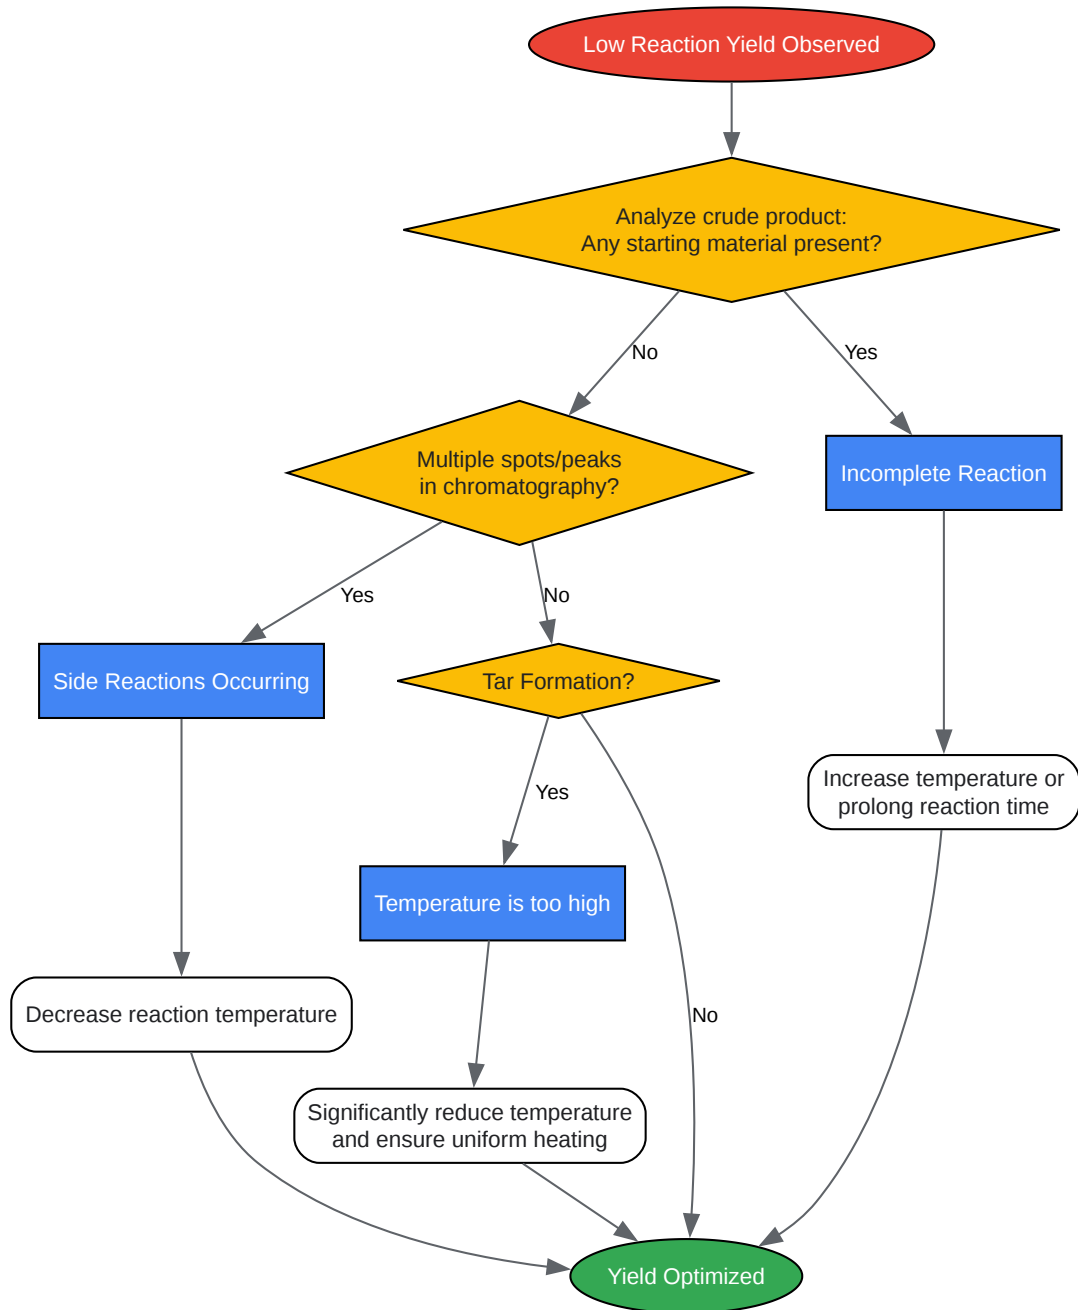 Low Reaction Yield Observed
Analyze crude product:
Any starting material present?
No
Yes
Multiple spots/peaks
in chromatography?
Incomplete Reaction
Yes
No
Side Reactions Occurring
Tar Formation?
Increase temperature or
prolong reaction time
Yes
Temperature is too high
Decrease reaction temperature
No
Significantly reduce temperature
and ensure uniform heating
Yield Optimized